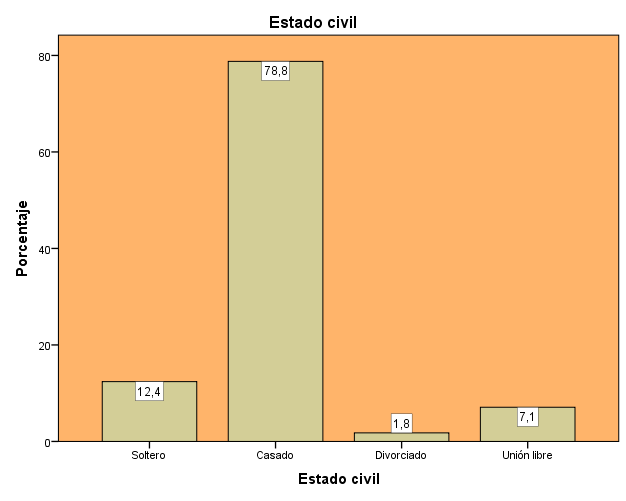 Estado civil
80
60
40
20
0
Porcentaje
12,4
78,8
1,8
7,1
Soltero
Casado
Divorciado
Unión libre
Estado civil